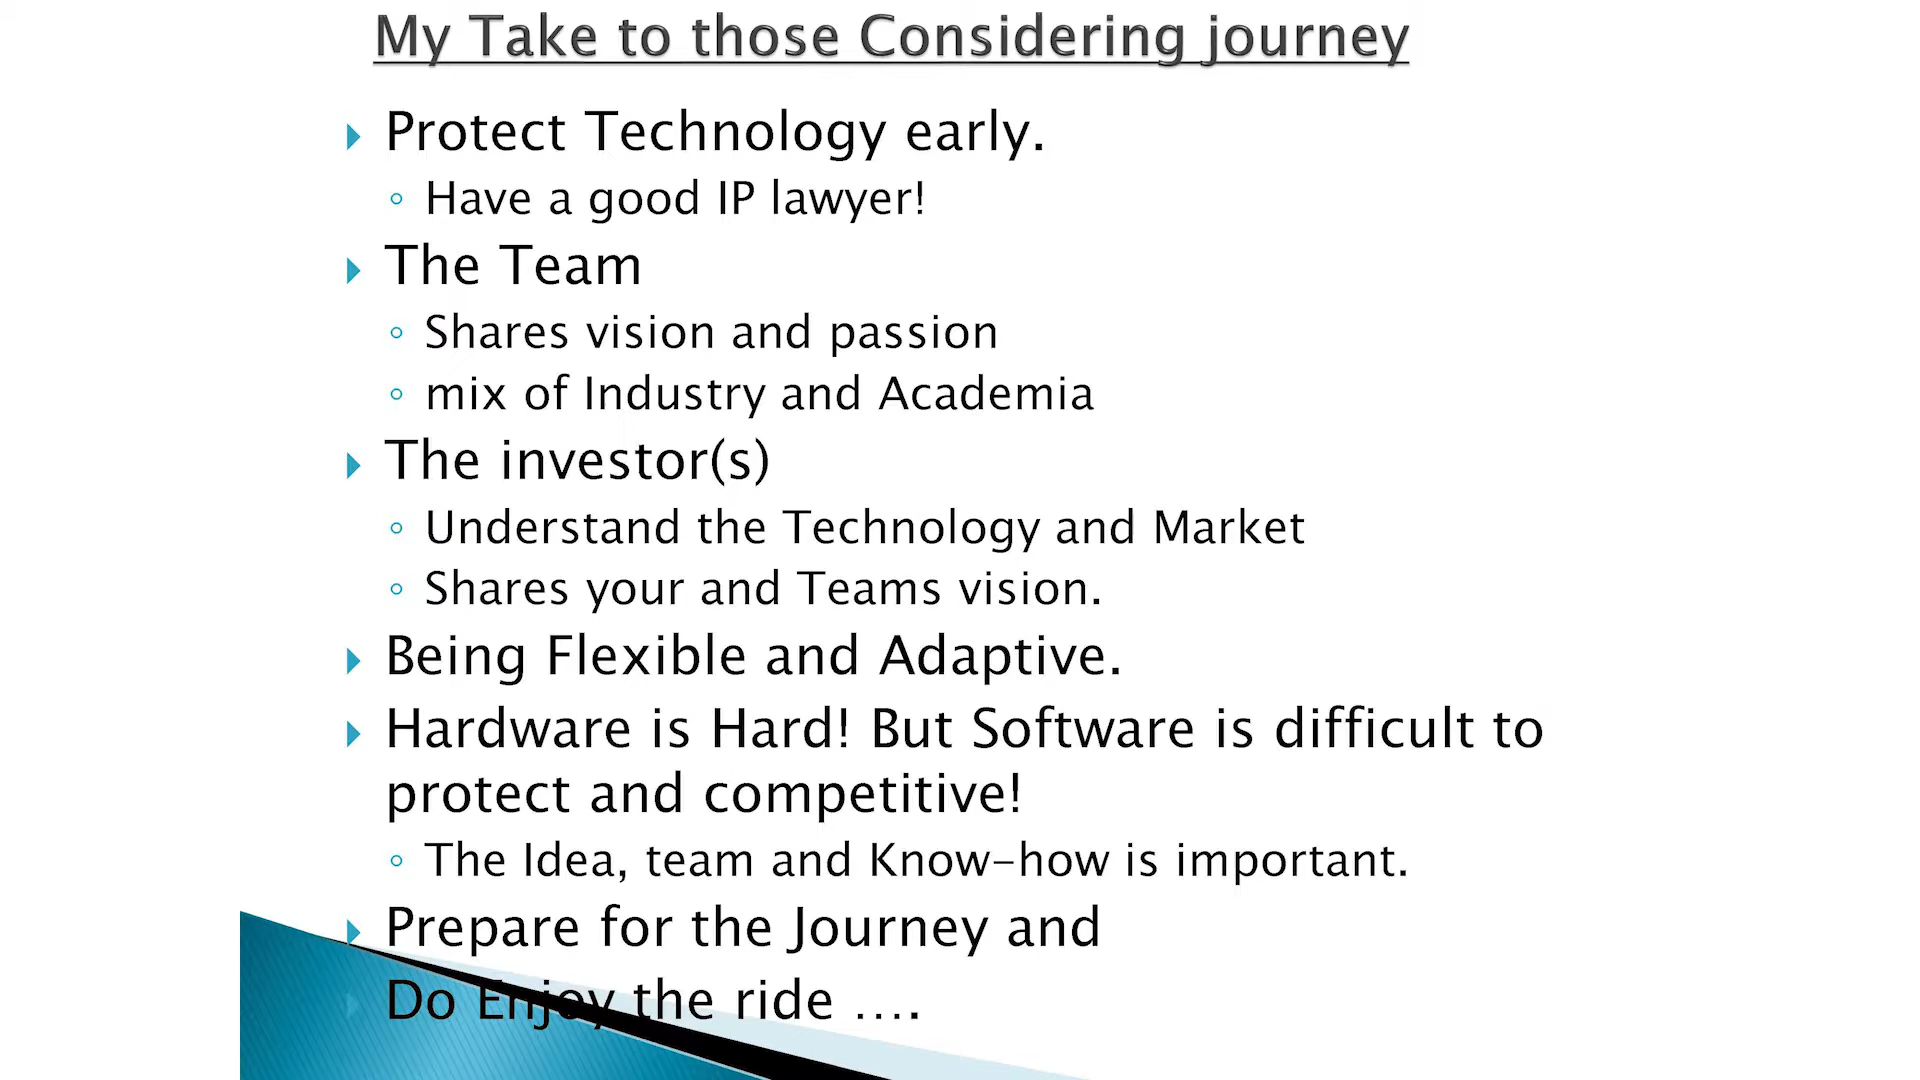 My Take to those Considering journey
Protect Technology early.
Have a good IP lawyer!
The Team
Shares vision and passion
mix of Industry and Academia
The investor(s)
Understand the Technology and Market
Shares your and Teams vision.
Being Flexible and Adaptive.
Hardware is Hard! But Software is difficult to
protect and competitive!
The Idea, team and Know-how is important.
Prepare for the Journey and
Do Enjoy the ride ....